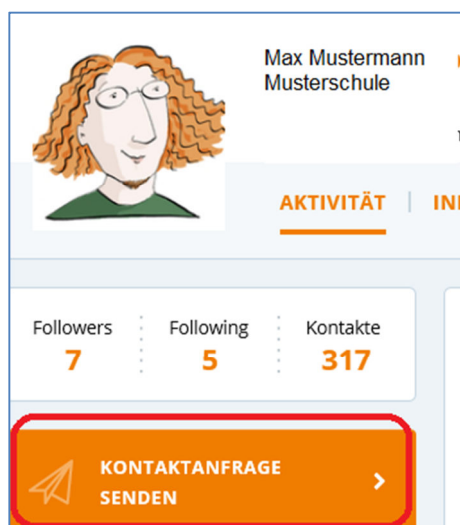 Max Mustermann
Musterschule
AKTIVITÄT
Followers Following Kontakte
7 5 317
KONTAKTANFRAGE
SENDEN